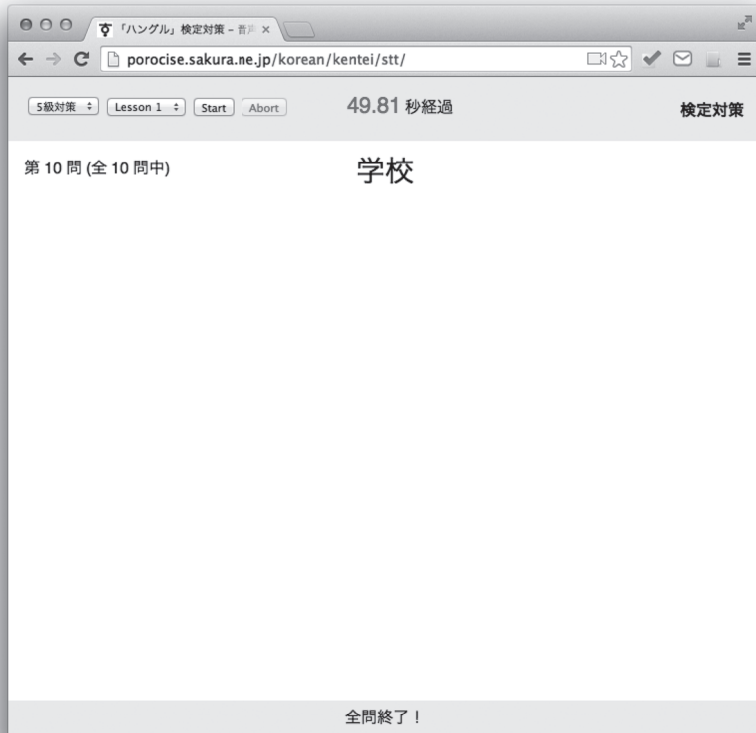 「ハングル」検定対策 – 音声
porocise.sakura.ne.jp/korean/kentei/stt/
5級対策 Lesson 1 Start Abort 49.81 秒経過 検定対策
第 10 問 (全 10 問中) 学校
全問終了！